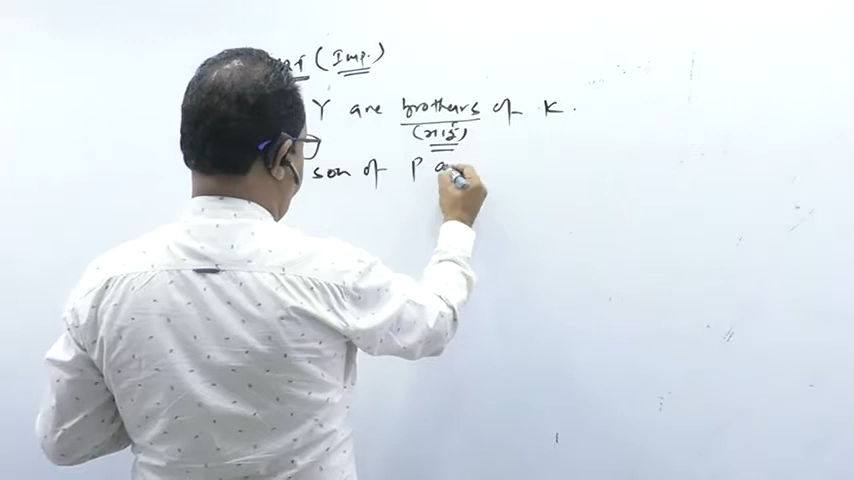 (Imp.)
Y are brothers of K.
(भाई)
son of P